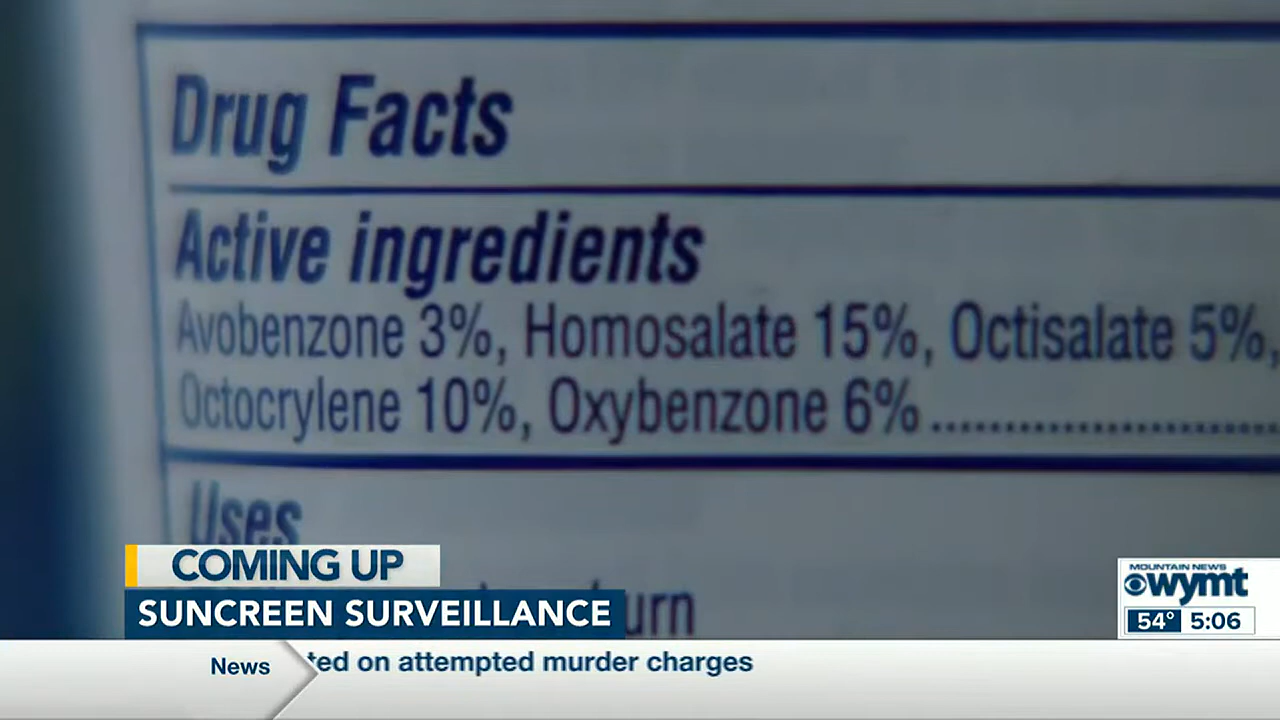 Drug Facts
Active ingredients
Avobenzone 3%, Homosalate 15%, Octisalate 5%,
Octocrylene 10%, Oxybenzone 6%
Uses
COMING UP
SUNCREEN SURVEILLANCE
MOUNTAIN NEWS
wymt
54° 5:06
News
ted on attempted murder charges